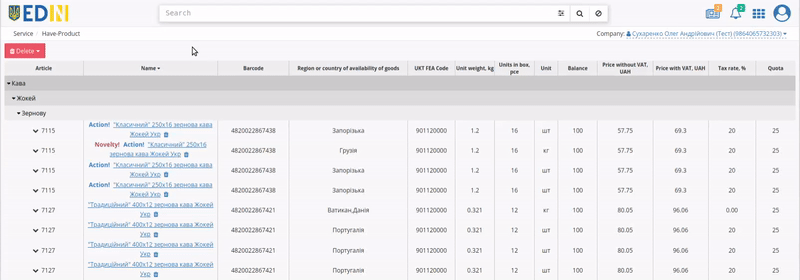 EDIN
Search
1
2
Service Have-Product
Company: Сухаренко Олег Андрійович (Тест) (9864065732303)
Delete
Article Name Barcode Region or country of availability of goods UKT FEA Code Unit weight, kg Units in box, pce Unit Balance Price without VAT, UAH Price with VAT, UAH Tax rate, % Quota
Кава
Жокей
Зернову
7115 Action! "Класичний" 250х16 зернова кава Жокей Укр 4820022867438 Запорізька 901120000 1.2 16 шт 100 57.75 69.3 20 25
7115 Novelty! Action! "Класичний" 250х16 зернова кава Жокей Укр 4820022867438 Грузія 901120000 1.2 16 кг 100 57.75 69.3 20 25
7115 Action! "Класичний" 250х16 зернова кава Жокей Укр 4820022867438 Запорізька 901120000 1.2 16 шт 100 57.75 69.3 20 25
7115 Action! "Класичний" 250х16 зернова кава Жокей Укр 4820022867438 Запорізька 901120000 1.2 16 шт 100 57.75 69.3 20 25
7127 "Традиційний" 400х12 зернова кава Жокей Укр 4820022867421 Ватикан,Данія 901120000 0.321 12 кг 100 80.05 96.06 0.00 25
7127 "Традиційний" 400х12 зернова кава Жокей Укр 4820022867421 Португалія 901120000 0.321 12 шт 100 80.05 96.06 20 25
7127 "Традиційний" 400х12 зернова кава Жокей Укр 4820022867421 Португалія 901120000 0.321 12 шт 100 80.05 96.06 20 25
7127 "Традиційний" 400х12 зернова кава Жокей Укр 4820022867421 Португалія 901120000 0.321 12 шт 100 80.05 96.06 20 25